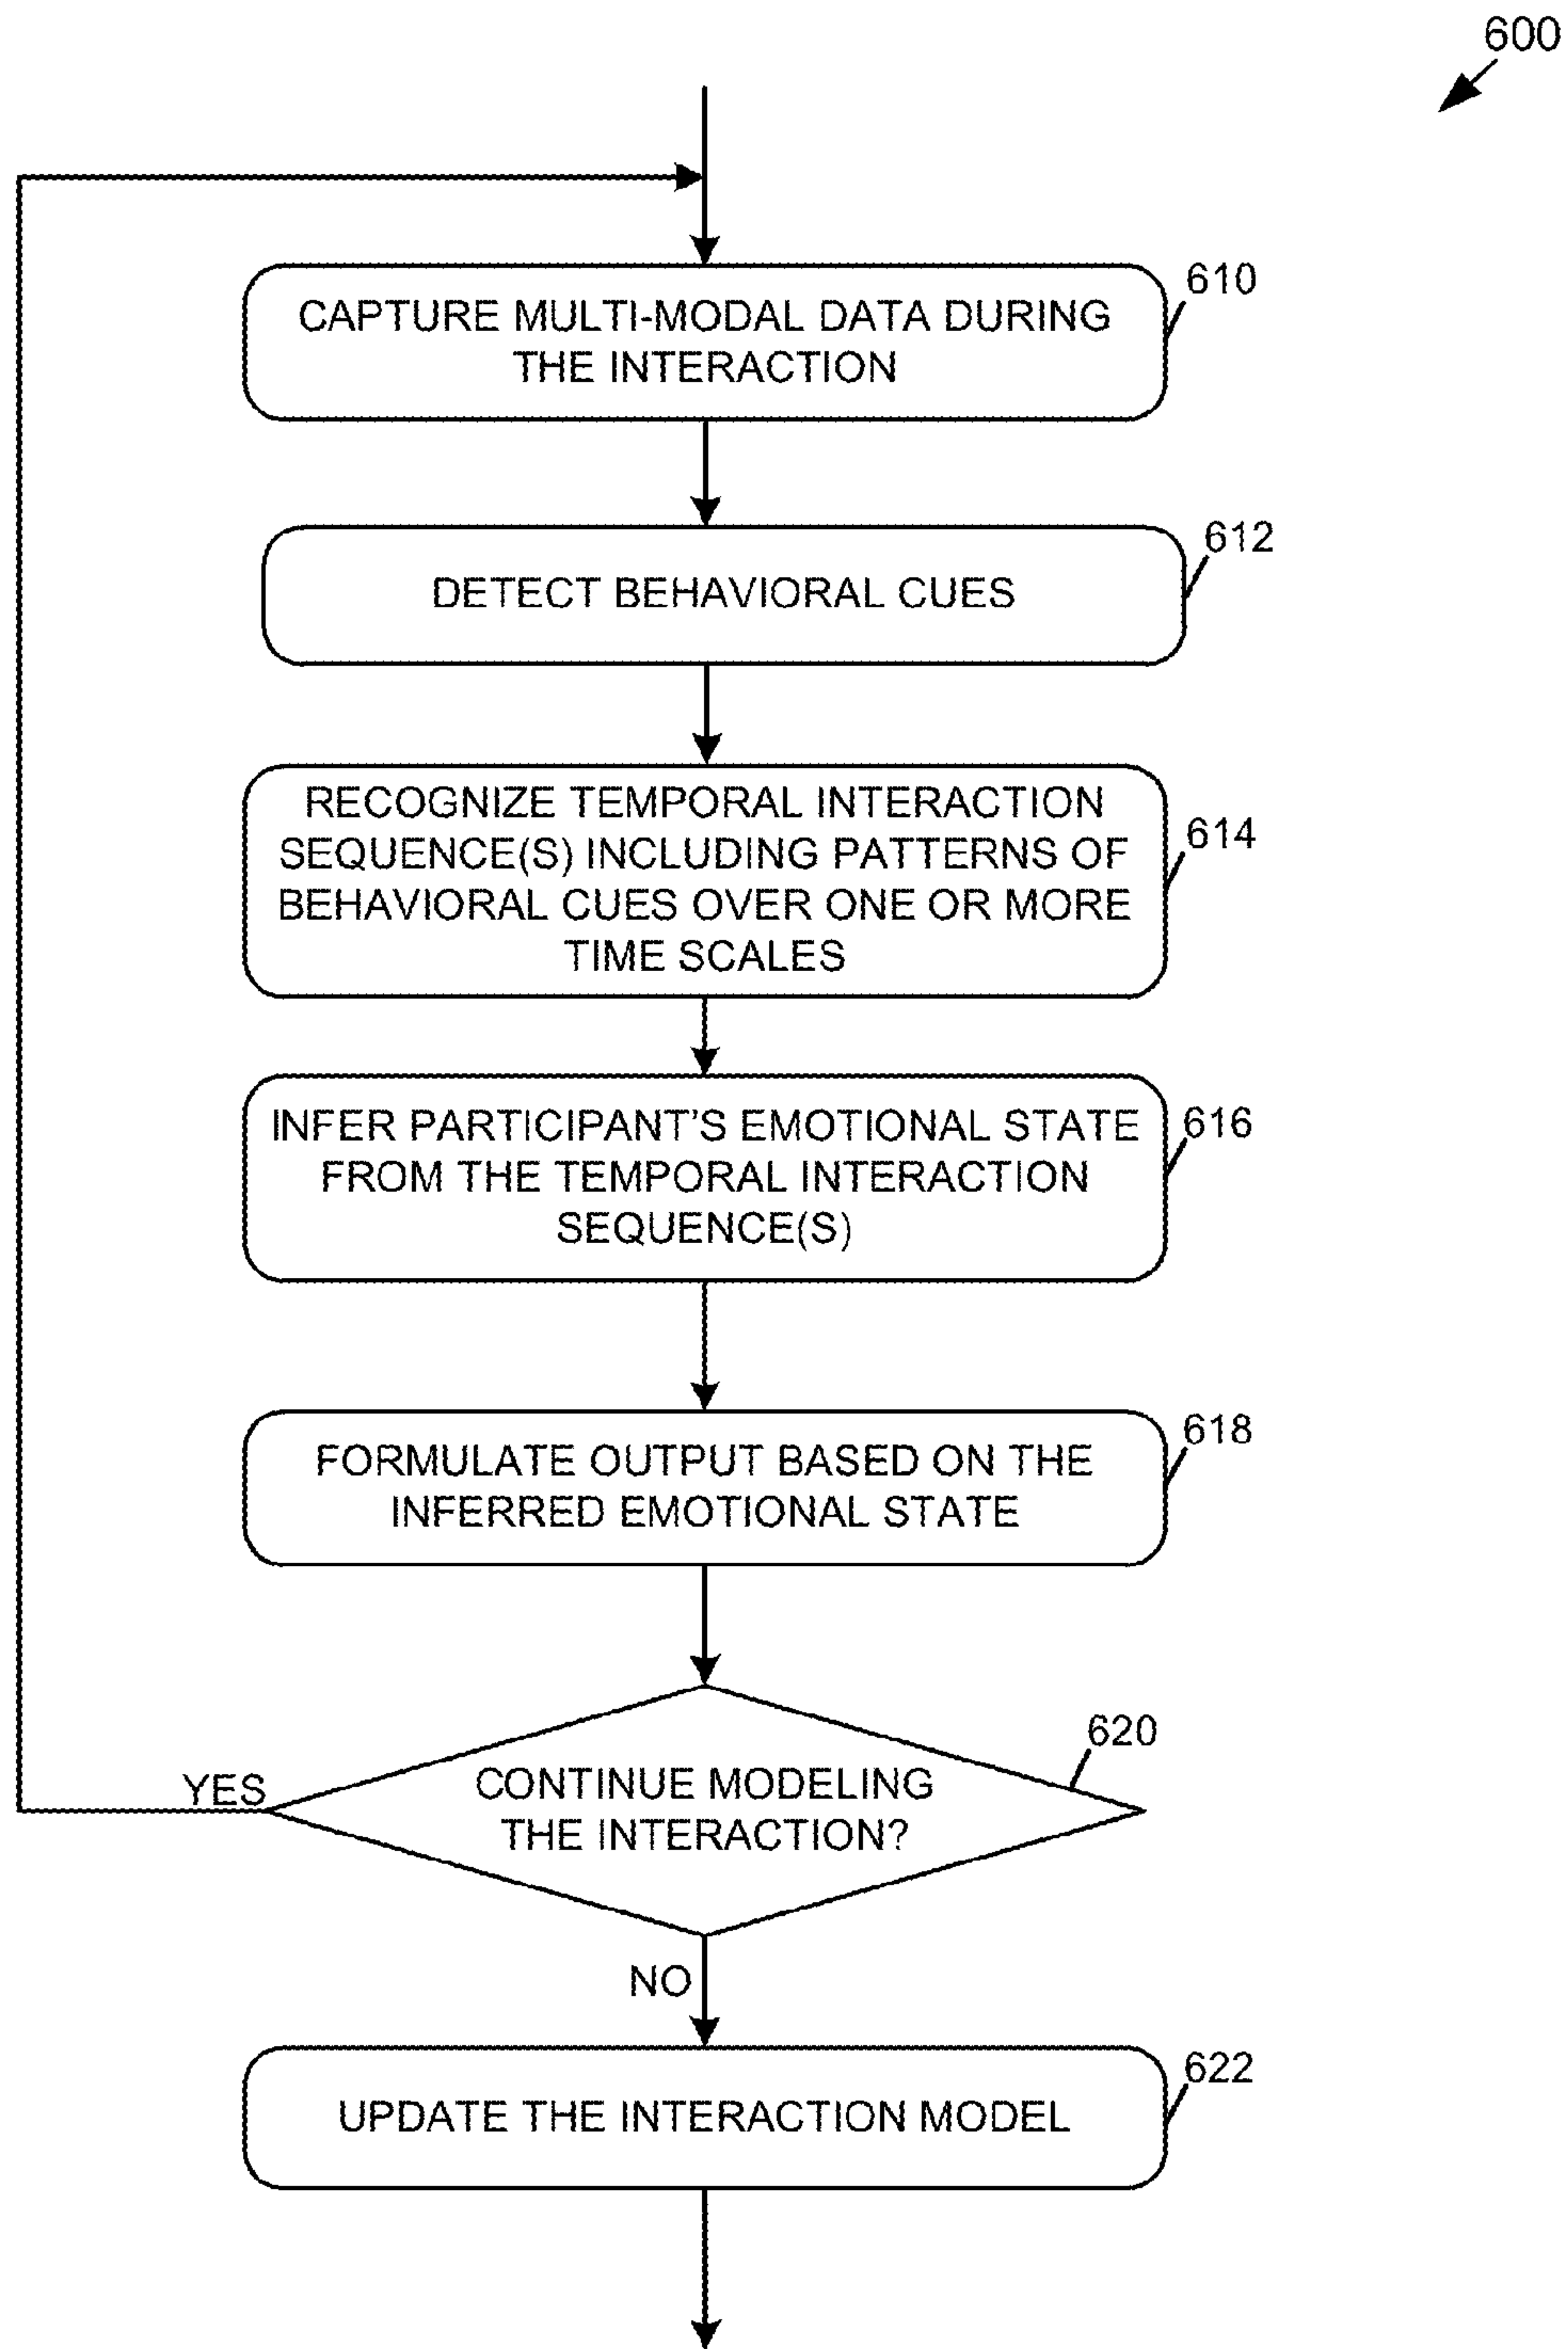 600
CAPTURE MULTI-MODAL DATA DURING
THE INTERACTION
610
DETECT BEHAVIORAL CUES
612
RECOGNIZE TEMPORAL INTERACTION
SEQUENCE(S) INCLUDING PATTERNS OF
BEHAVIORAL CUES OVER ONE OR MORE
TIME SCALES
614
INFER PARTICIPANT'S EMOTIONAL STATE
FROM THE TEMPORAL INTERACTION
SEQUENCE(S)
616
FORMULATE OUTPUT BASED ON THE
INFERRED EMOTIONAL STATE
618
CONTINUE MODELING
THE INTERACTION?
620
YES
NO
UPDATE THE INTERACTION MODEL
622